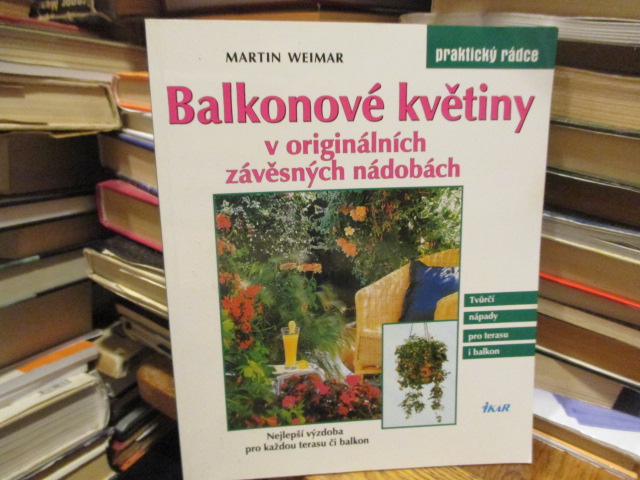 MARTIN WEIMAR
praktický rádce
Balkonové květiny
v originálních
závěsných nádobách
Tvůrčí
nápady
pro terasu
i balkon
Nejlepší výzdoba
pro každou terasu či balkon
IKAR